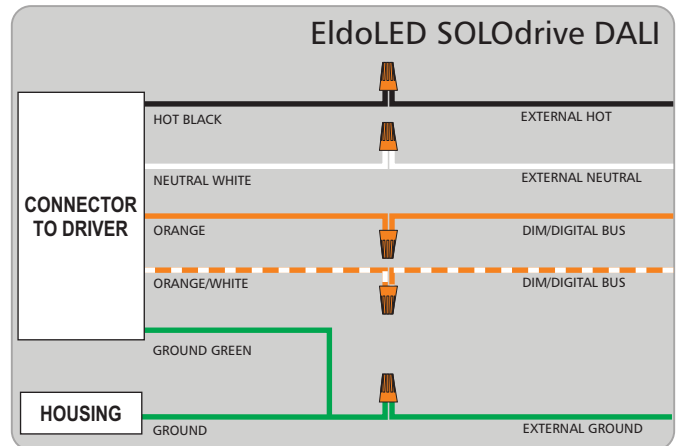 EldoLED SOLOdrive DALI
HOT BLACK
EXTERNAL HOT
NEUTRAL WHITE
EXTERNAL NEUTRAL
CONNECTOR
TO DRIVER
ORANGE
DIM/DIGITAL BUS
ORANGE/WHITE
DIM/DIGITAL BUS
GROUND GREEN
HOUSING
GROUND
EXTERNAL GROUND